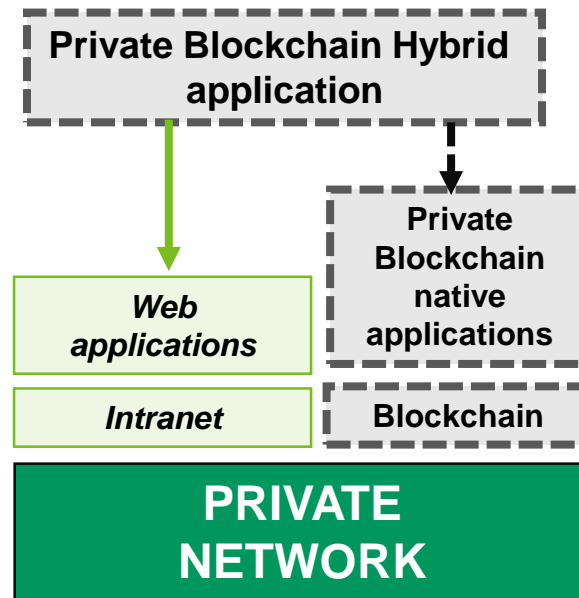 Private Blockchain Hybrid
application
Private
Blockchain
native
applications
Web
applications
Intranet
Blockchain
PRIVATE
NETWORK